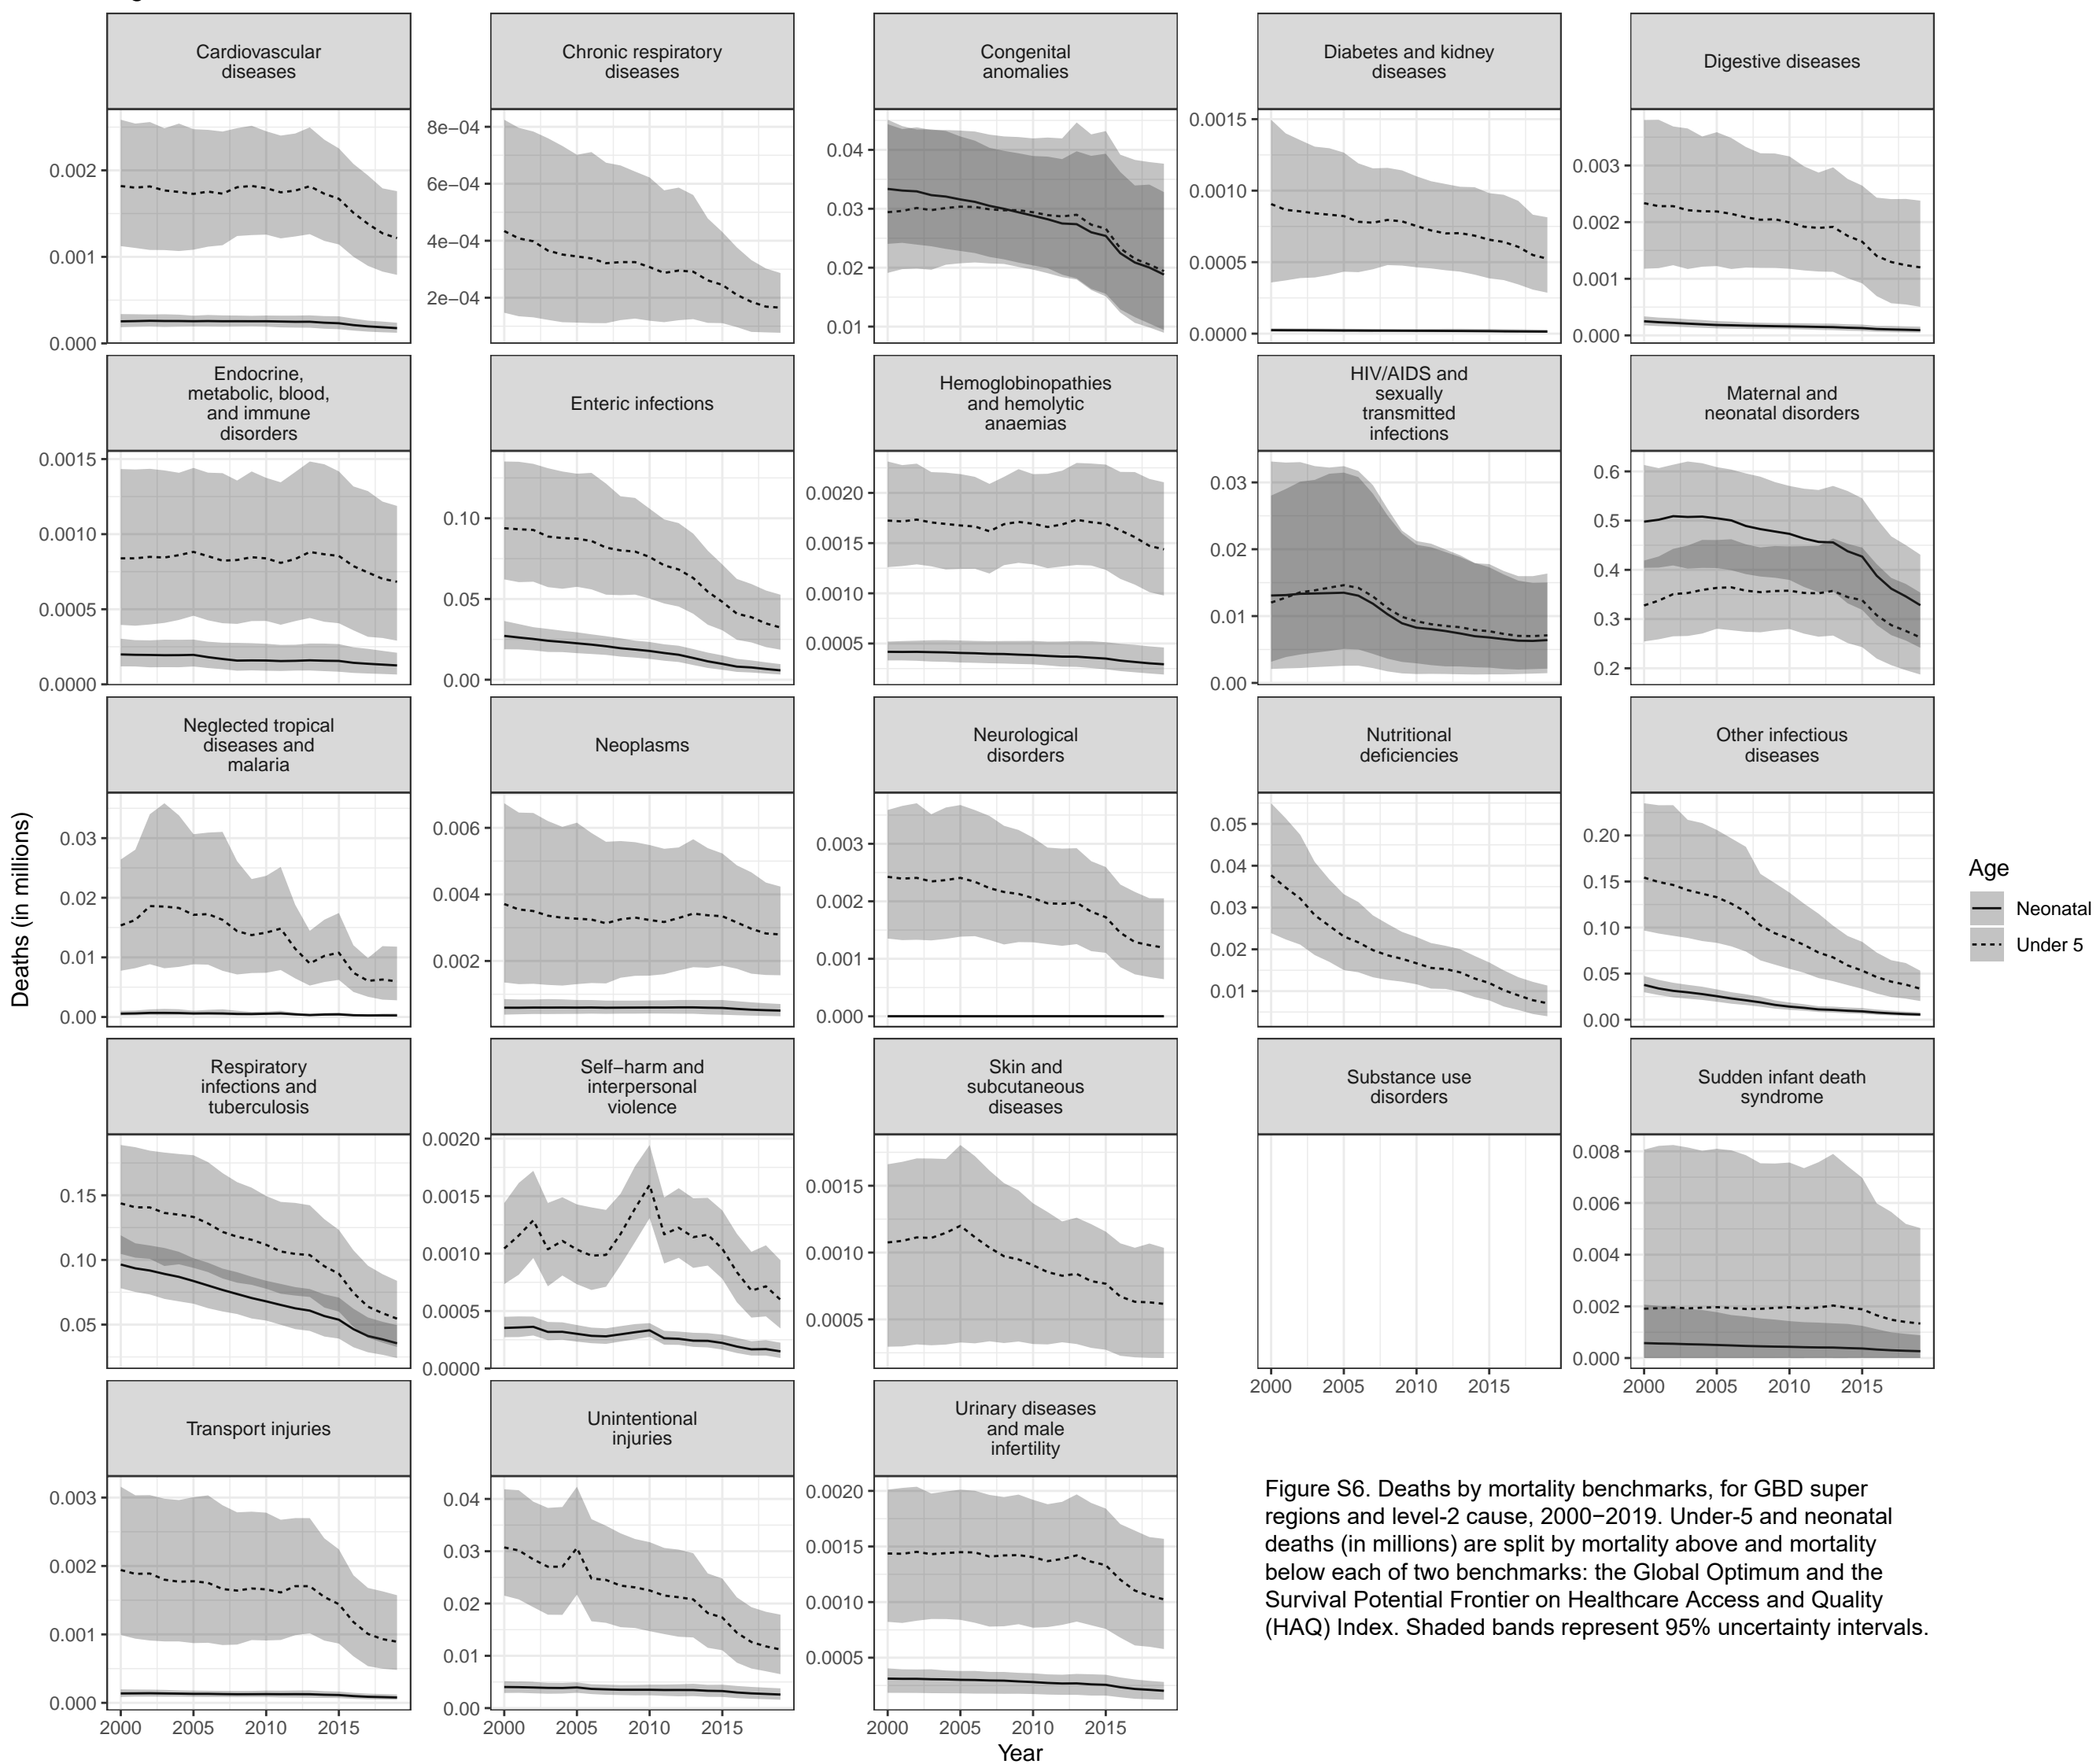 Cardiovascular
diseases
Chronic respiratory
diseases
Congenital
anomalies
Diabetes and kidney
diseases
Digestive diseases
0.002
0.001
0.000
8e−04
6e−04
4e−04
2e−04
0.04
0.03
0.02
0.01
0.0015
0.0010
0.0005
0.0000
0.003
0.002
0.001
0.000
Endocrine,
metabolic, blood,
and immune
disorders
Enteric infections
Hemoglobinopathies
and hemolytic
anaemias
HIV/AIDS and
sexually
transmitted
infections
Maternal and
neonatal disorders
0.0015
0.0010
0.0005
0.0000
0.10
0.05
0.00
0.0020
0.0015
0.0010
0.0005
0.03
0.02
0.01
0.00
0.6
0.5
0.4
0.3
0.2
Neglected tropical
diseases and
malaria
Neoplasms
Neurological
disorders
Nutritional
deficiencies
Other infectious
diseases
0.03
0.02
0.01
0.00
0.006
0.004
0.002
0.003
0.002
0.001
0.000
0.05
0.04
0.03
0.02
0.01
0.20
0.15
0.10
0.05
0.00
Respiratory
infections and
tuberculosis
Self−harm and
interpersonal
violence
Skin and
subcutaneous
diseases
Substance use
disorders
Sudden infant death
syndrome
0.15
0.10
0.05
0.0020
0.0015
0.0010
0.0005
0.0000
0.0015
0.0010
0.0005
2000 2005 2010 2015
0.008
0.006
0.004
0.002
0.000
2000 2005 2010 2015
Transport injuries
Unintentional
injuries
Urinary diseases
and male
infertility
0.003
0.002
0.001
0.000
2000 2005 2010 2015
0.04
0.03
0.02
0.01
0.00
2000 2005 2010 2015
0.0020
0.0015
0.0010
0.0005
2000 2005 2010 2015
Year
Deaths (in millions)
Age
Neonatal
Under 5
Figure S6. Deaths by mortality benchmarks, for GBD super
regions and level-2 cause, 2000−2019. Under-5 and neonatal
deaths (in millions) are split by mortality above and mortality
below each of two benchmarks: the Global Optimum and the
Survival Potential Frontier on Healthcare Access and Quality
(HAQ) Index. Shaded bands represent 95% uncertainty intervals.